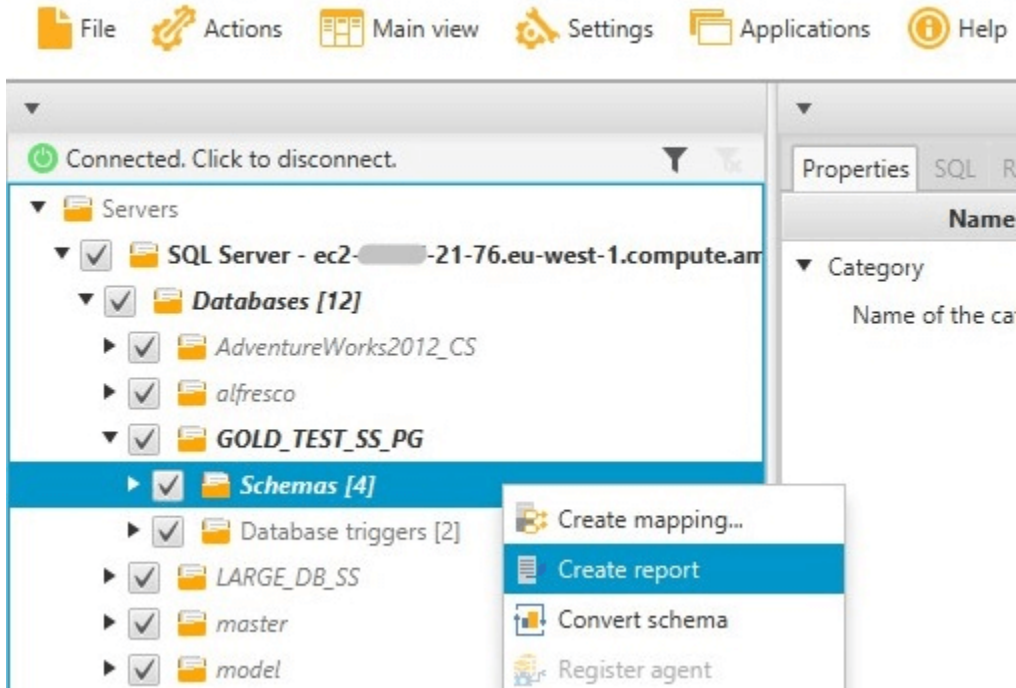 File Actions Main view Settings Applications Help
Connected. Click to disconnect.
Servers
SQL Server - ec2- -21-76.eu-west-1.compute.am
Databases [12]
AdventureWorks2012_CS
alfresco
GOLD_TEST_SS_PG
Schemas [4]
Database triggers [2]
LARGE_DB_SS
master
model
Create mapping...
Create report
Convert schema
Register agent
Properties SQL R
Name
Category
Name of the ca